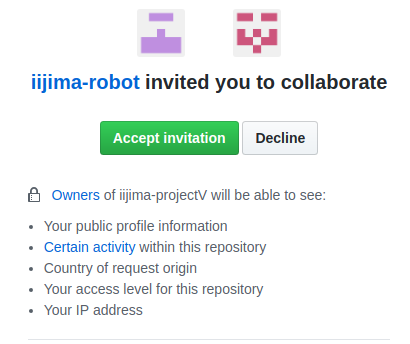 iijima-robot invited you to collaborate
Accept invitation Decline
Owners of iijima-projectV will be able to see:
• Your public profile information
• Certain activity within this repository
• Country of request origin
• Your access level for this repository
• Your IP address